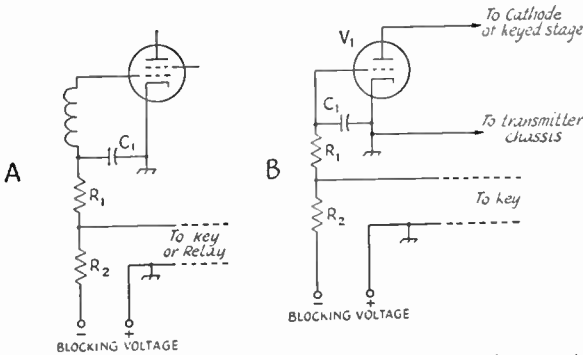 A
C₁
R₁
R₂
To key
or Relay
−
+
BLOCKING VOLTAGE
B
V₁
To Cathode
of keyed stage
C₁
To transmitter
chassis
R₁
To key
R₂
−
+
BLOCKING VOLTAGE